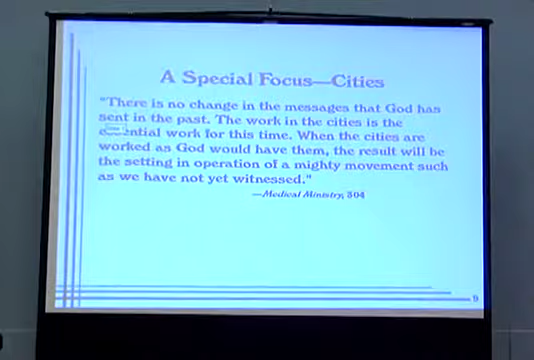 A Special Focus—Cities
"There is no change in the messages that God has
sent in the past. The work in the cities is the
essential work for this time. When the cities are
worked as God would have them, the result will be
the setting in operation of a mighty movement such
as we have not yet witnessed."
—Medical Ministry, 304
9